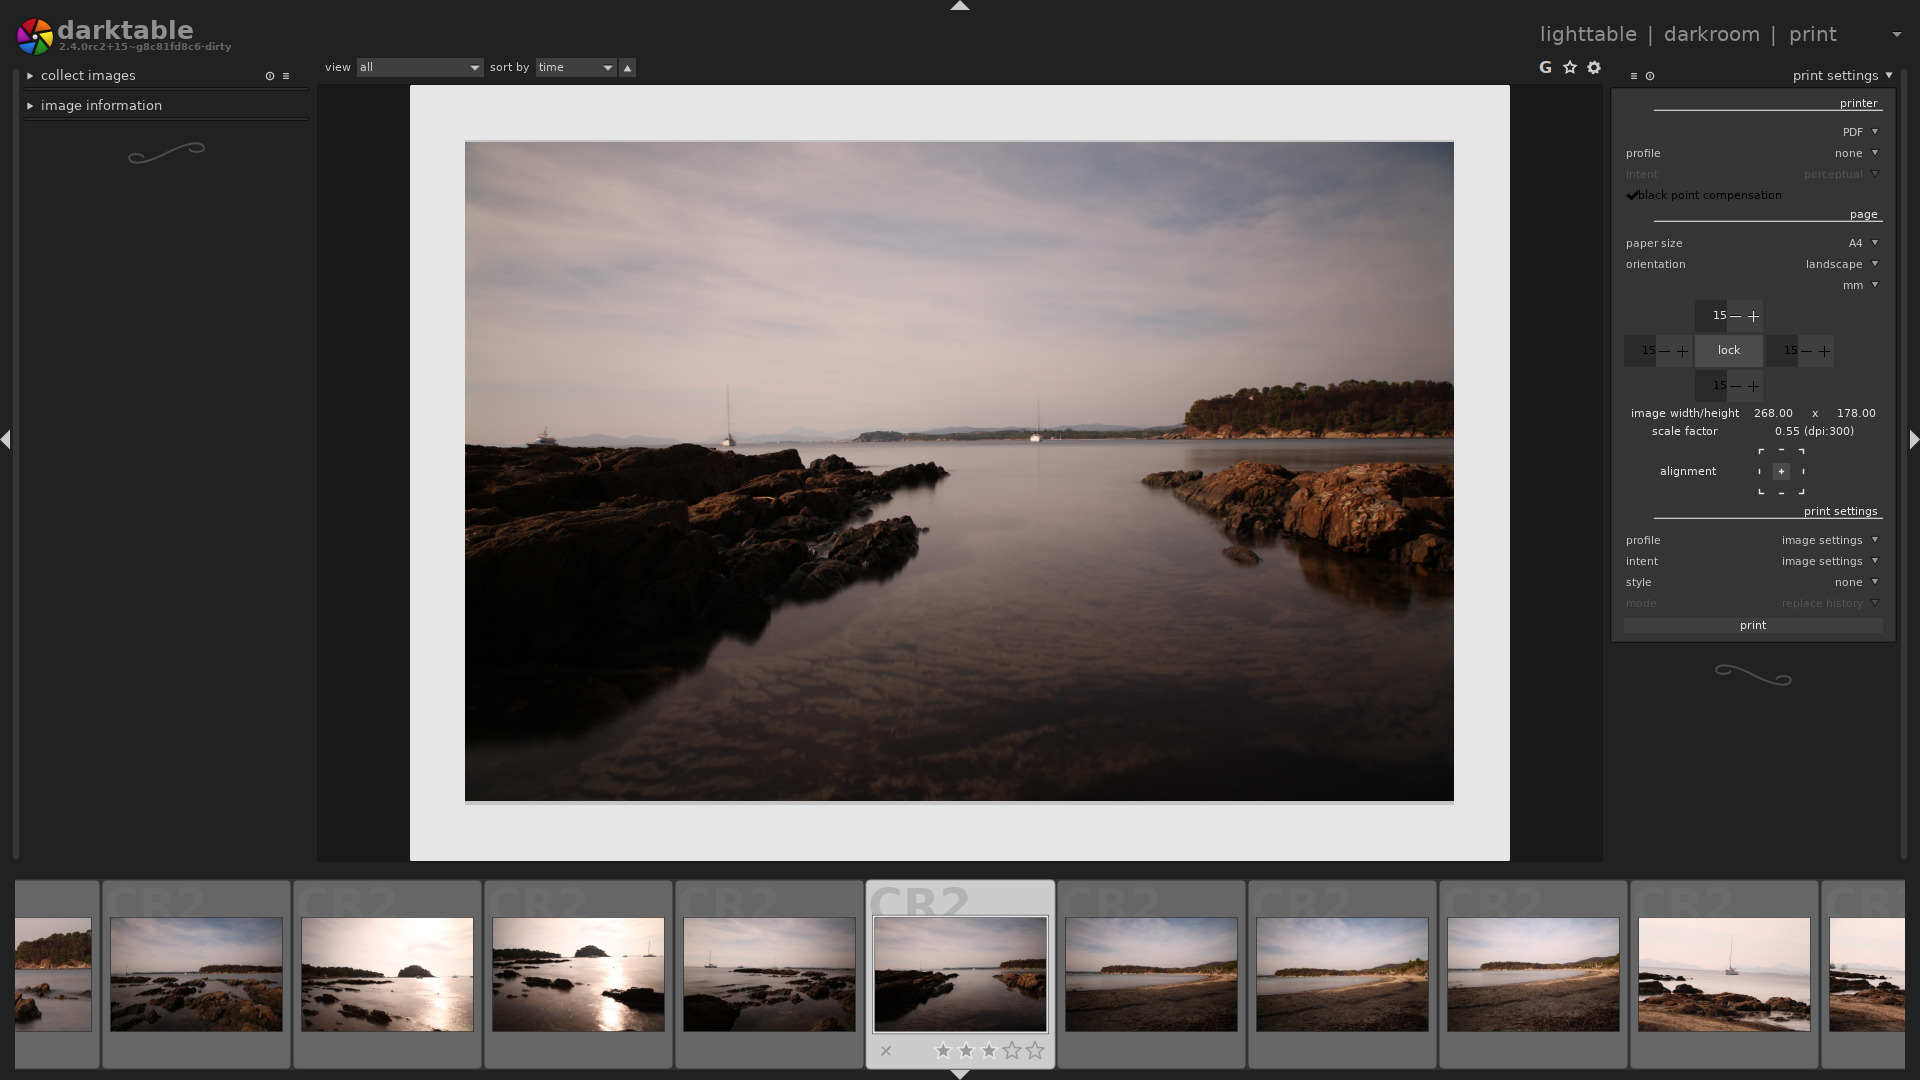 darktable
2.4.0rc2+15~g8c81fd8c6-dirty
lighttable | darkroom | print
collect images
image information
view all sort by time
G
print settings
printer
PDF
profile none
intent perceptual
black point compensation
page
paper size A4
orientation landscape
mm
15 − +
15 − + lock 15 − +
15 − +
image width/height 268.00 x 178.00
scale factor 0.55 (dpi:300)
alignment
print settings
profile image settings
intent image settings
style none
mode replace history
print
CR2 CR2 CR2 CR2 CR2 CR2 CR2 CR2 CR2 CR2